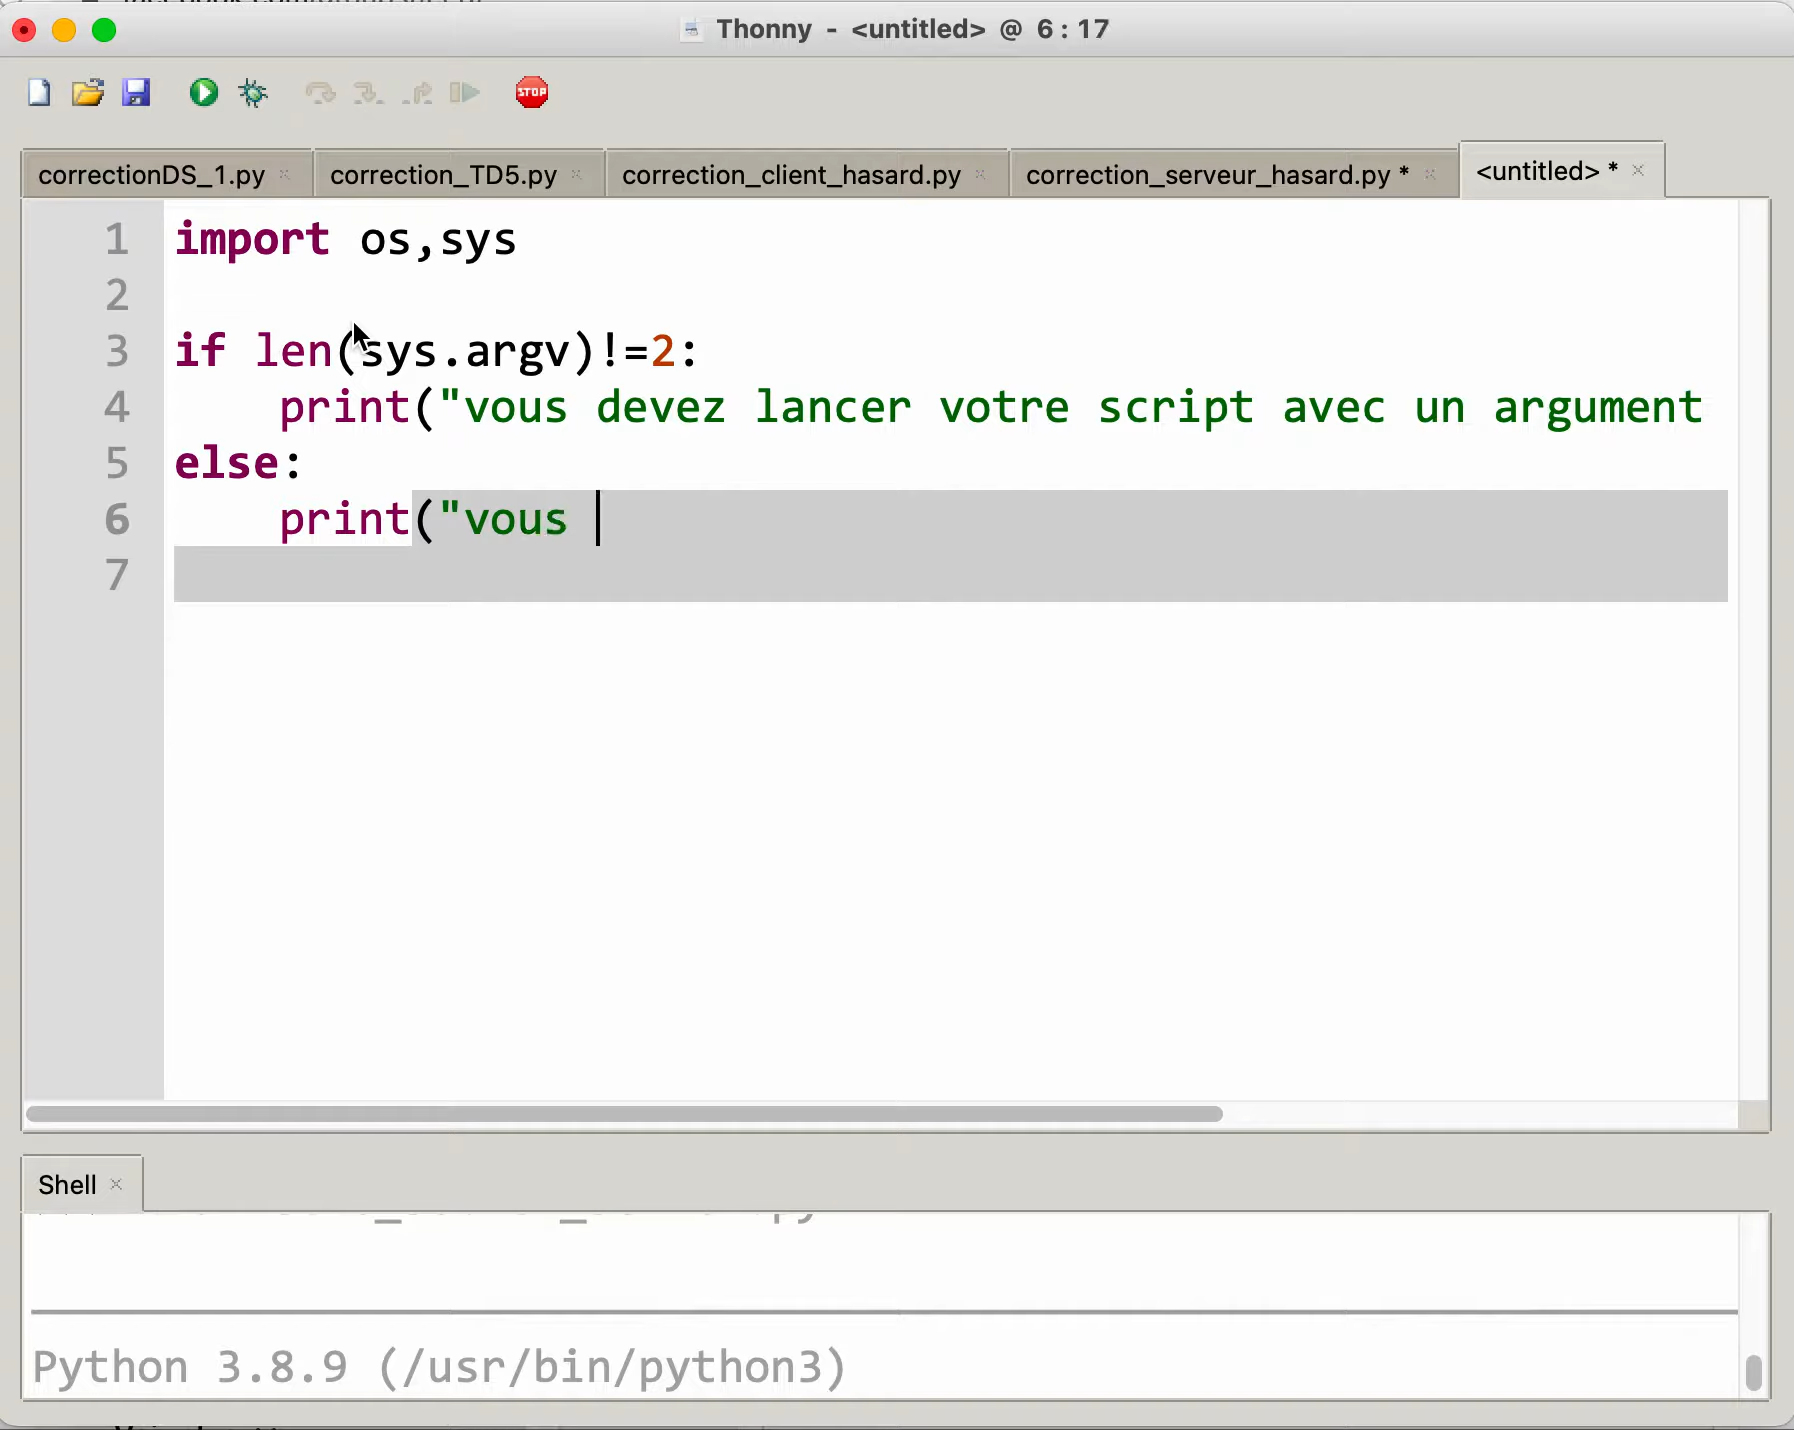 Thonny - <untitled> @ 6 : 17
STOP
correctionDS_1.py
correction_TD5.py
correction_client_hasard.py
correction_serveur_hasard.py *
<untitled> *
1 import os,sys
2
3 if len(sys.argv)!=2:
4 print("vous devez lancer votre script avec un argument
5 else:
6 print("vous
7
Shell
Python 3.8.9 (/usr/bin/python3)